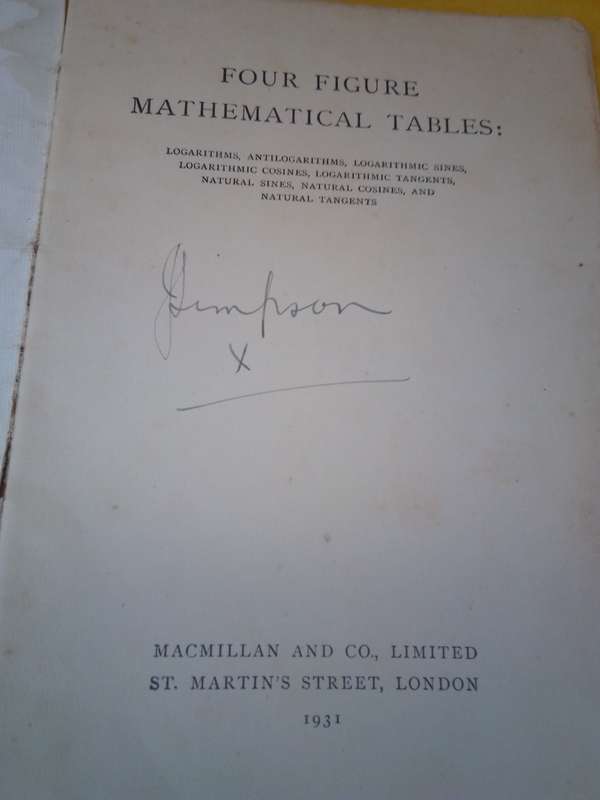 FOUR FIGURE
MATHEMATICAL TABLES:
LOGARITHMS, ANTILOGARITHMS, LOGARITHMIC SINES,
LOGARITHMIC COSINES, LOGARITHMIC TANGENTS,
NATURAL SINES, NATURAL COSINES, AND
NATURAL TANGENTS
Simpson
X
MACMILLAN AND CO., LIMITED
ST. MARTIN'S STREET, LONDON
1931